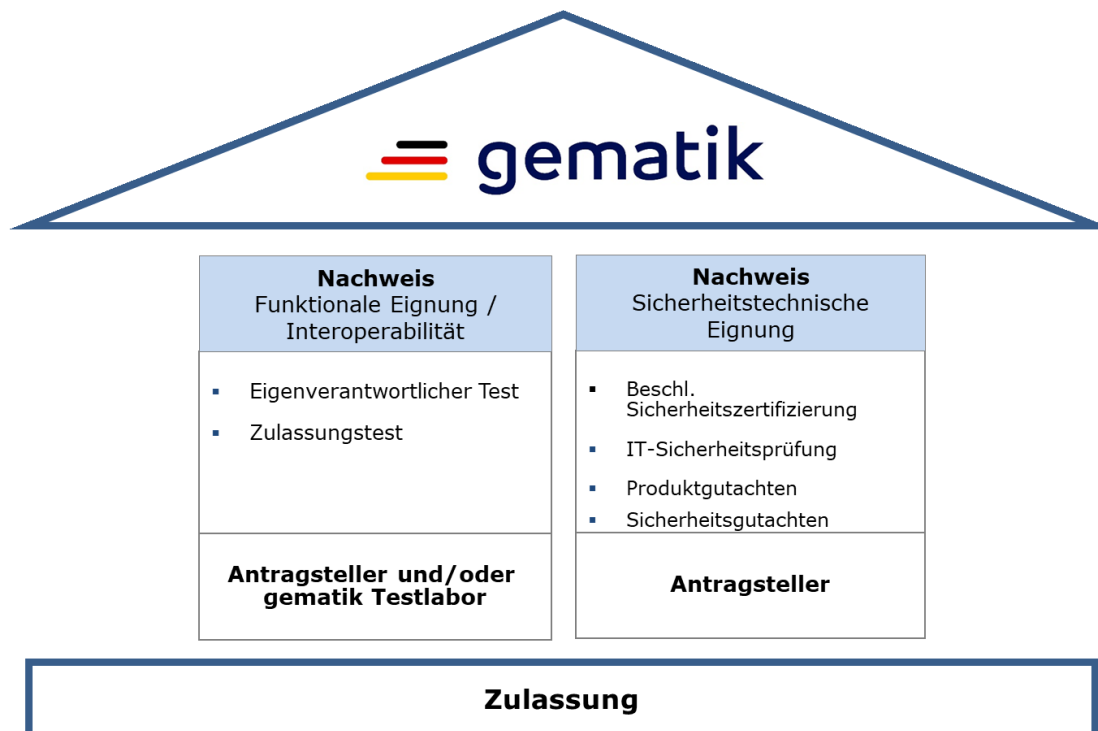 gematik
Nachweis
Funktionale Eignung /
Interoperabilität
Eigenverantwortlicher Test
Zulassungstest
Antragsteller und/oder
gematik Testlabor
Nachweis
Sicherheitstechnische
Eignung
Beschl.
Sicherheitszertifizierung
IT-Sicherheitsprüfung
Produktgutachten
Sicherheitsgutachten
Antragsteller
Zulassung